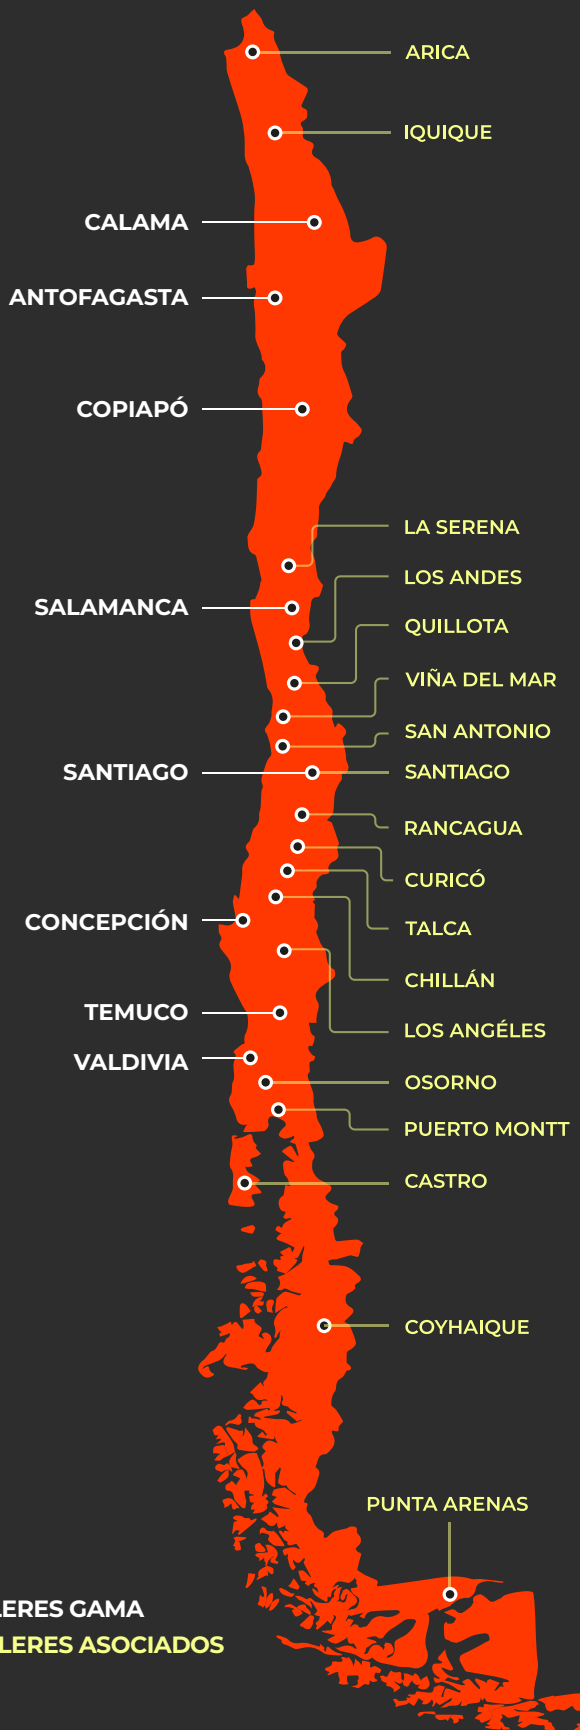 ARICA
IQUIQUE
CALAMA
ANTOFAGASTA
COPIAPÓ
LA SERENA
LOS ANDES
SALAMANCA
QUILLOTA
VIÑA DEL MAR
SAN ANTONIO
SANTIAGO
SANTIAGO
RANCAGUA
CURICÓ
CONCEPCIÓN
TALCA
CHILLÁN
TEMUCO
LOS ANGÉLES
VALDIVIA
OSORNO
PUERTO MONTT
CASTRO
COYHAIQUE
PUNTA ARENAS
LERES GAMA
LERES ASOCIADOS